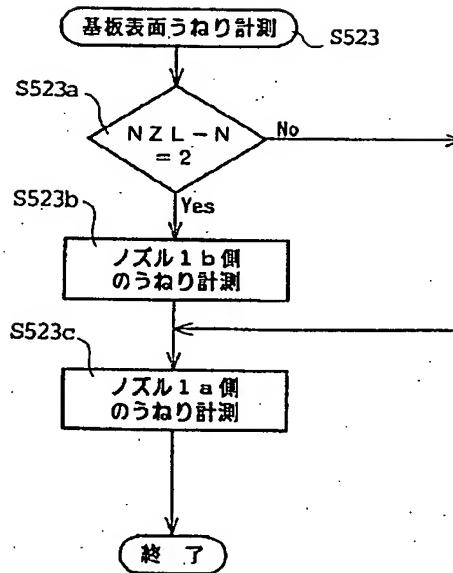 基板表面うねり計測
S523
S523a
NZL-N
=2
No
Yes
S523b
ノズル1b側
のうねり計測
S523c
ノズル1a側
のうねり計測
終了